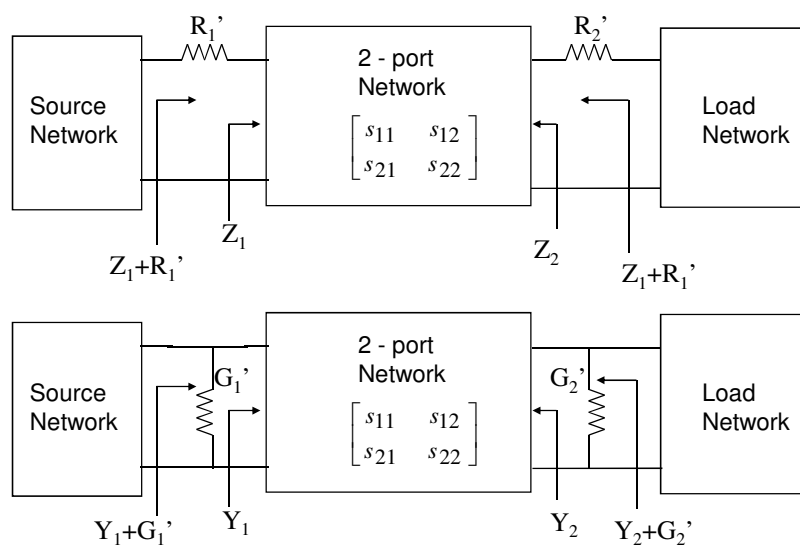 R₁’
R₂’
Source
Network
2 - port
Network
s₁₁ s₁₂
s₂₁ s₂₂
Load
Network
Z₁
Z₂
Z₁+R₁’
Z₁+R₁’
Source
Network
G₁’
2 - port
Network
s₁₁ s₁₂
s₂₁ s₂₂
G₂’
Load
Network
Y₁+G₁’
Y₁
Y₂
Y₂+G₂’